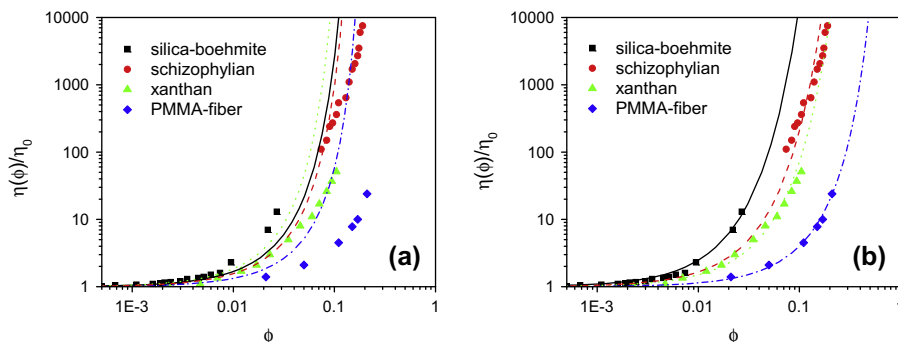 10000
silica-boehmite
schizophylian
xanthan
PMMA-fiber
1000
100
10
1
η(ϕ)/η0
(a)
1E-3 0.01 0.1 1
ϕ
10000
silica-boehmite
schizophylian
xanthan
PMMA-fiber
1000
100
10
1
η(ϕ)/η0
(b)
1E-3 0.01 0.1 1
ϕ